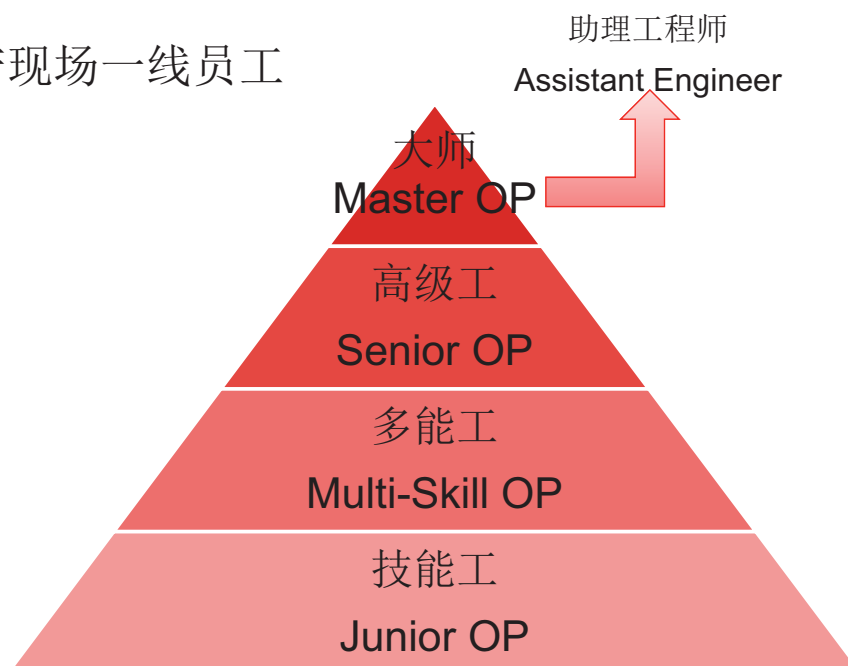 现场一线员工
助理工程师
Assistant Engineer
大师
Master OP
高级工
Senior OP
多能工
Multi-Skill OP
技能工
Junior OP